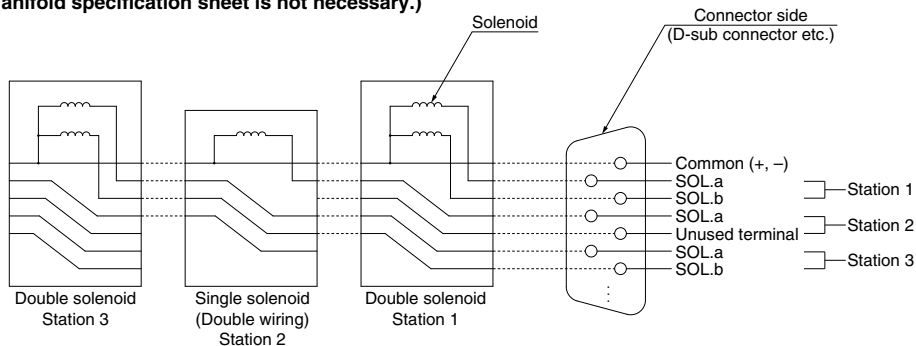 anifold specification sheet is not necessary.)
Solenoid
Connector side
(D-sub connector etc.)
Common (+, –)
SOL.a
SOL.b
Station 1
SOL.a
Unused terminal
Station 2
SOL.a
SOL.b
Station 3
Double solenoid
Station 3
Single solenoid
(Double wiring)
Station 2
Double solenoid
Station 1